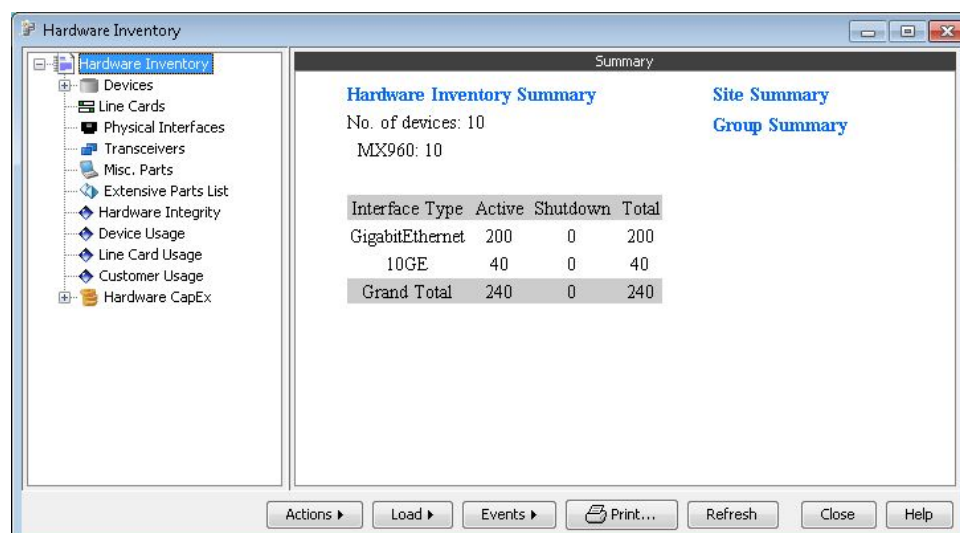 Hardware Inventory
Hardware Inventory
Devices
Line Cards
Physical Interfaces
Transceivers
Misc. Parts
Extensive Parts List
Hardware Integrity
Device Usage
Line Card Usage
Customer Usage
Hardware CapEx
Summary
Hardware Inventory Summary
No. of devices: 10
MX960: 10
Interface Type Active Shutdown Total
GigabitEthernet 200 0 200
10GE 40 0 40
Grand Total 240 0 240
Site Summary
Group Summary
Actions Load Events Print... Refresh Close Help